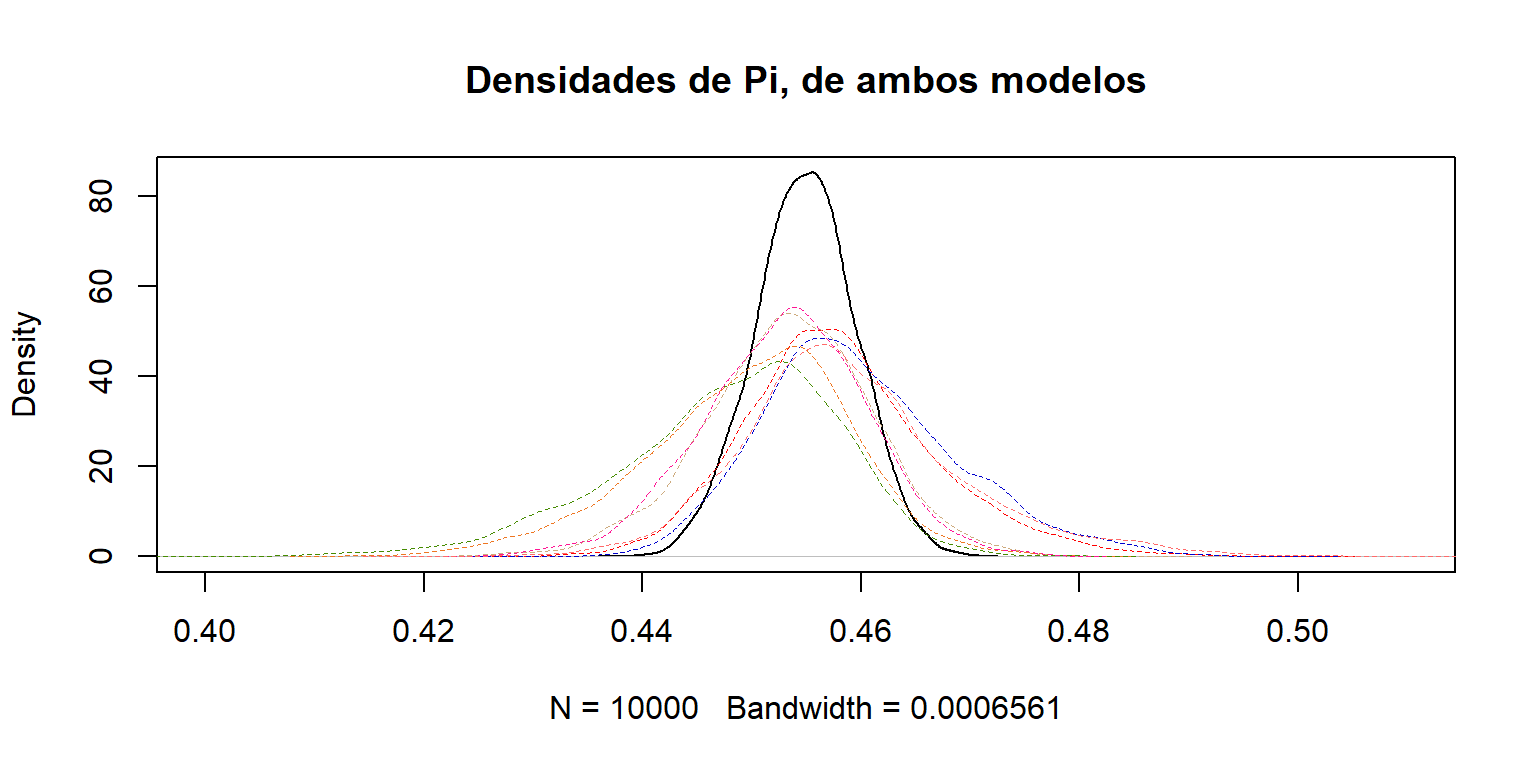 Densidades de Pi, de ambos modelos
Density
80
60
40
20
0
0.40 0.42 0.44 0.46 0.48 0.50
N = 10000 Bandwidth = 0.0006561